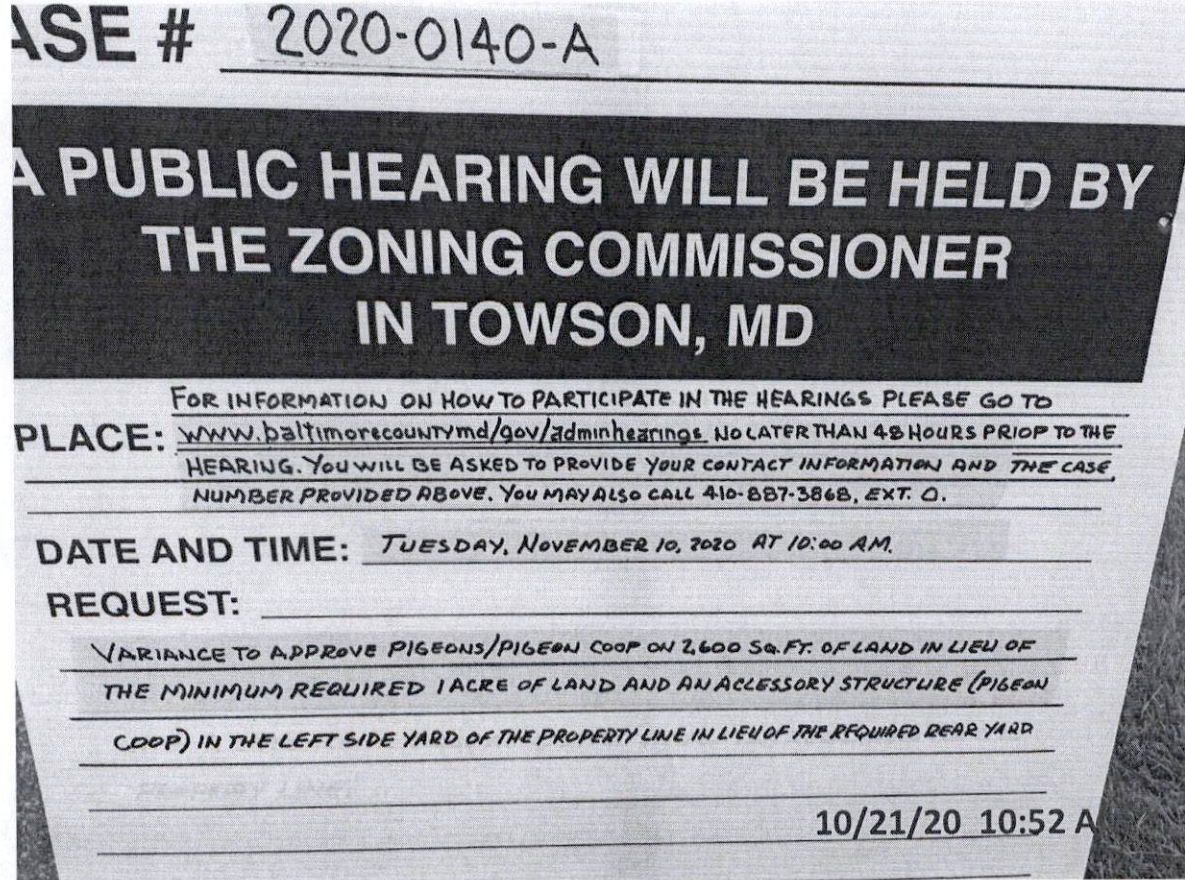 ASE # 2020-0140-A
A PUBLIC HEARING WILL BE HELD BY
THE ZONING COMMISSIONER
IN TOWSON, MD
FOR INFORMATION ON HOW TO PARTICIPATE IN THE HEARINGS PLEASE GO TO
PLACE: www.baltimorecountymd/gov/adminhearings NO LATER THAN 48 HOURS PRIOP TO THE
HEARING. YOU WILL BE ASKED TO PROVIDE YOUR CONTACT INFORMATION AND THE CASE
NUMBER PROVIDED ABOVE. YOU MAY ALSO CALL 410-887-3868, EXT. 0.
DATE AND TIME: TUESDAY, NOVEMBER 10, 2020 AT 10:00 AM.
REQUEST:
VARIANCE TO APPROVE PIGEONS/PIGEON COOP ON 2,600 SQ.FT. OF LAND IN LIEU OF
THE MINIMUM REQUIRED 1 ACRE OF LAND AND AN ACCESSORY STRUCTURE (PIGEON
COOP) IN THE LEFT SIDE YARD OF THE PROPERTY LINE IN LIEU OF THE REQUIRED REAR YARD
10/21/20 10:52 A